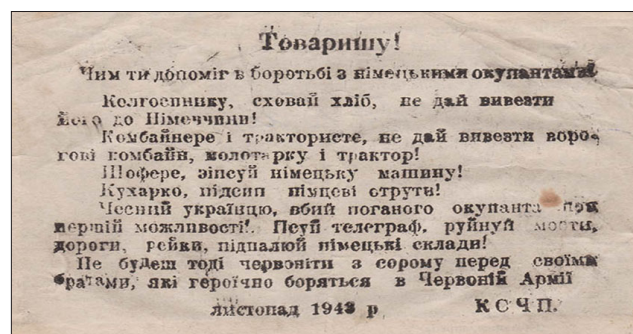 Товаришу!
Чим ти допоміг в боротьбі з німецькими окупантами!
Колгоспнику, сховай хліб, не дай вивезти
його до Німеччини!
Комбайнере і трактористе, не дай вивезти воро-
гові комбайн, молотарку і трактор!
Шофере, зіпсуй німецьку машину!
Кухарко, підсип німцеві отрути!
Чесний українцю, вбий поганого окупанта при
першій можливості! Псуй телеграф, руйнуй мости,
дороги, рейки, підпалюй німецькі склади!
Не будеш тоді червоніти з сорому перед своїми
братами, які героїчно боряться в Червоній Армії
листопад 1943 р К С Ч П.